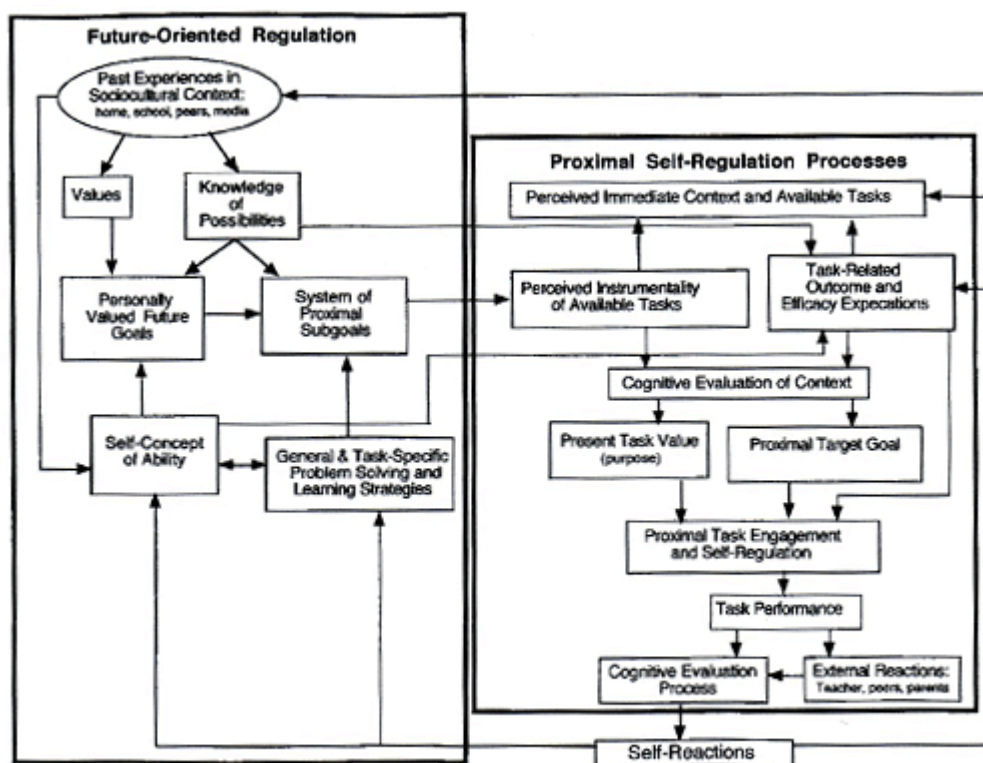 Future-Oriented Regulation
Past Experiences in
Sociocultural Context:
home, school, peers, media
Values
Knowledge
of
Possibilities
Personally
Valued Future
Goals
System of
Proximal
Subgoals
Self-Concept
of Ability
General & Task-Specific
Problem Solving and
Learning Strategies
Proximal Self-Regulation Processes
Perceived Immediate Context and Available Tasks
Perceived Instrumentality
of Available Tasks
Task-Related
Outcome and
Efficacy Expecations
Cognitive Evaluation of Context
Present Task Value
(purpose)
Proximal Target Goal
Proximal Task Engagement
and Self-Regulation
Task Performance
Cognitive Evaluation
Process
External Reactions:
Teacher, peers, parents
Self-Reactions